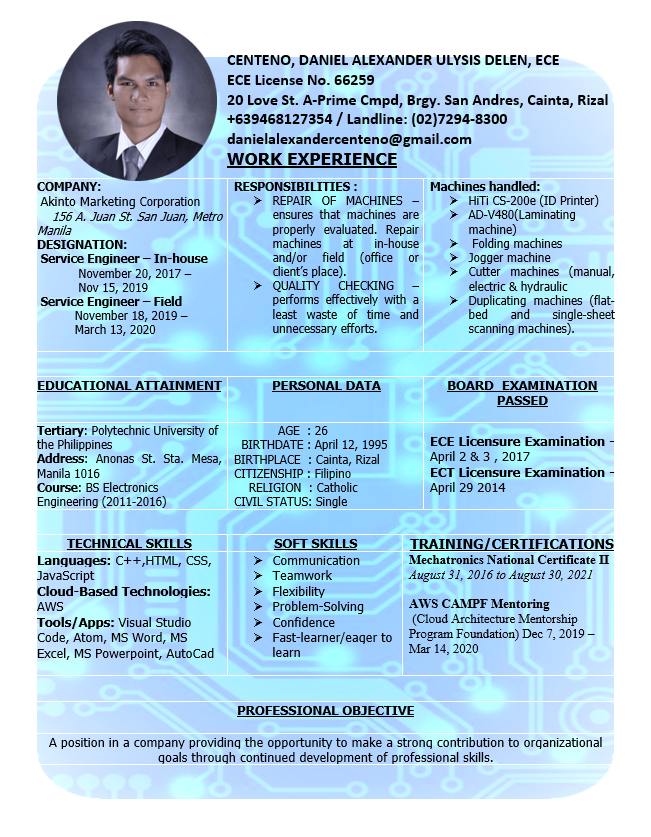 CENTENO, DANIEL ALEXANDER ULYSIS DELEN, ECE
ECE License No. 66259
20 Love St. A-Prime Cmpd, Brgy. San Andres, Cainta, Rizal
+639468127354 / Landline: (02)7294-8300
danielalexandercenteno@gmail.com
WORK EXPERIENCE
COMPANY:
Akinto Marketing Corporation
156 A. Juan St. San Juan, Metro
Manila
DESIGNATION:
Service Engineer – In-house
November 20, 2017 –
Nov 15, 2019
Service Engineer – Field
November 18, 2019 –
March 13, 2020
RESPONSIBILITIES :
➢ REPAIR OF MACHINES –
ensures that machines are
properly evaluated. Repair
machines at in-house
and/or field (office or
client's place).
➢ QUALITY CHECKING –
performs effectively with a
least waste of time and
unnecessary efforts.
Machines handled:
➢ HiTi CS-200e (ID Printer)
➢ AD-V480(Laminating
machine)
➢ Folding machines
➢ Jogger machine
➢ Cutter machines (manual,
electric & hydraulic
➢ Duplicating machines (flat-
bed and single-sheet
scanning machines).
EDUCATIONAL ATTAINMENT
Tertiary: Polytechnic University of
the Philippines
Address: Anonas St. Sta. Mesa,
Manila 1016
Course: BS Electronics
Engineering (2011-2016)
PERSONAL DATA
AGE : 26
BIRTHDATE : April 12, 1995
BIRTHPLACE : Cainta, Rizal
CITIZENSHIP : Filipino
RELIGION : Catholic
CIVIL STATUS: Single
BOARD EXAMINATION
PASSED
ECE Licensure Examination -
April 2 & 3 , 2017
ECT Licensure Examination -
April 29 2014
TECHNICAL SKILLS
Languages: C++,HTML, CSS,
JavaScript
Cloud-Based Technologies:
AWS
Tools/Apps: Visual Studio
Code, Atom, MS Word, MS
Excel, MS Powerpoint, AutoCad
SOFT SKILLS
➢ Communication
➢ Teamwork
➢ Flexibility
➢ Problem-Solving
➢ Confidence
➢ Fast-learner/eager to
learn
TRAINING/CERTIFICATIONS
Mechatronics National Certificate II
August 31, 2016 to August 30, 2021
AWS CAMPF Mentoring
(Cloud Architecture Mentorship
Program Foundation) Dec 7, 2019 –
Mar 14, 2020
PROFESSIONAL OBJECTIVE
A position in a company providing the opportunity to make a strong contribution to organizational
goals through continued development of professional skills.